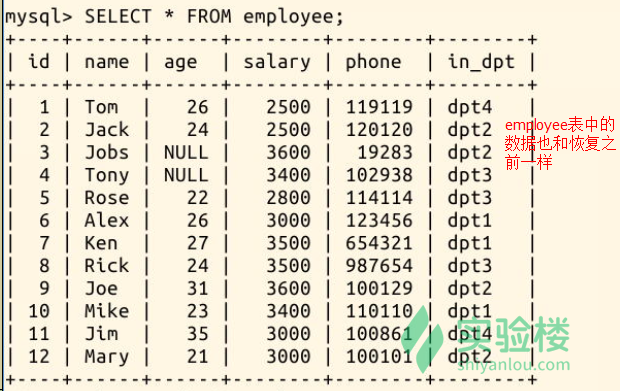 mysql> SELECT * FROM employee;
+----+------+------+--------+--------+--------+
| id | name | age  | salary | phone  | in_dpt |
+----+------+------+--------+--------+--------+
|  1 | Tom  |   26 |   2500 | 119119 | dpt4   |
|  2 | Jack |   24 |   2500 | 120120 | dpt2   |
|  3 | Jobs | NULL |   3600 |  19283 | dpt2   |
|  4 | Tony | NULL |   3400 | 102938 | dpt3   |
|  5 | Rose |   22 |   2800 | 114114 | dpt3   |
|  6 | Alex |   26 |   3000 | 123456 | dpt1   |
|  7 | Ken  |   27 |   3500 | 654321 | dpt1   |
|  8 | Rick |   24 |   3500 | 987654 | dpt3   |
|  9 | Joe  |   31 |   3600 | 100129 | dpt2   |
| 10 | Mike |   23 |   3400 | 110110 | dpt1   |
| 11 | Jim  |   35 |   3000 | 100861 | dpt4   |
| 12 | Mary |   21 |   3000 | 100101 | dpt2   |
+----+------+------+--------+--------+--------+
employee表中的
数据也和恢复之
前一样
实验楼
shiyanlou.com